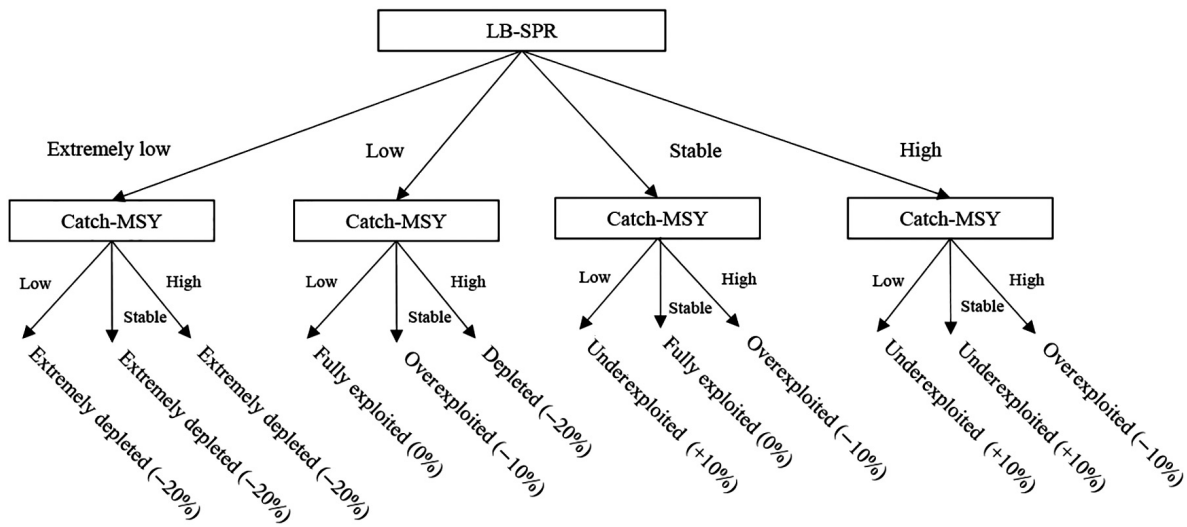 LB-SPR
Extremely low
Low
Stable
High
Catch-MSY
Catch-MSY
Catch-MSY
Catch-MSY
Low
Stable
High
Low
Stable
High
Low
Stable
High
Low
Stable
High
Extremely depleted (−20%)
Extremely depleted (−20%)
Extremely depleted (−20%)
Fully exploited (0%)
Overexploited (−10%)
Depleted (−20%)
Underexploited (+10%)
Fully exploited (0%)
Overexploited (−10%)
Underexploited (+10%)
Underexploited (+10%)
Overexploited (−10%)